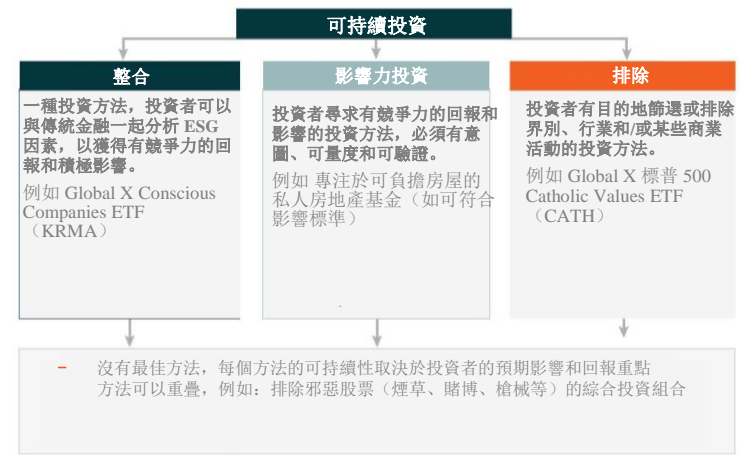 可持續投資
整合
一種投資方法，投資者可以
與傳統金融一起分析 ESG
因素，以獲得有競爭力的回
報和積極影響。
例如 Global X Conscious
Companies ETF
（KRMA）
影響力投資
投資者尋求有競爭力的回報和
影響的投資方法，必須有意
圖、可量度和可驗證。
例如 專注於可負擔房屋的
私人房地產基金（如可符合
影響標準）
排除
投資者有目的地篩選或排除
界別、行業和/或某些商業
活動的投資方法。
例如 Global X 標普 500
Catholic Values ETF
（CATH）
– 沒有最佳方法，每個方法的可持續性取決於投資者的預期影響和回報重點
方法可以重疊，例如：排除邪惡股票（煙草、賭博、槍械等）的綜合投資組合